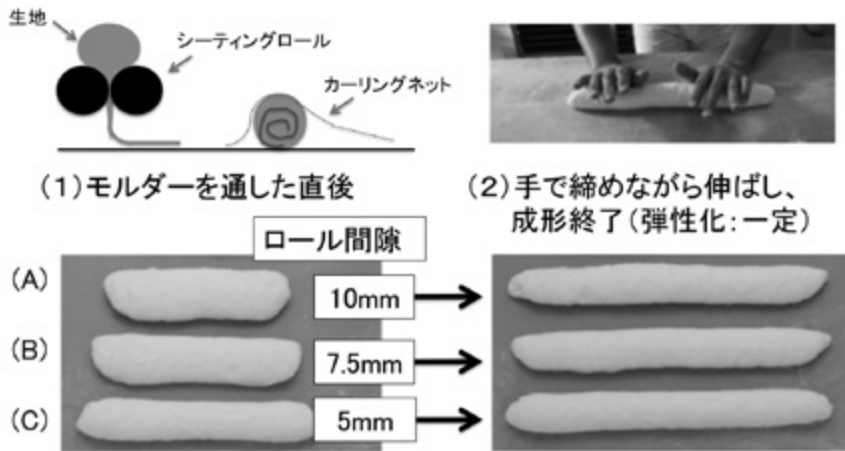 生地
シーティングロール
カーリングネット
(1)モルダーを通した直後
(2)手で締めながら伸ばし、
成形終了(弾性化:一定)
ロール間隙
(A)
10mm
(B)
7.5mm
(C)
5mm